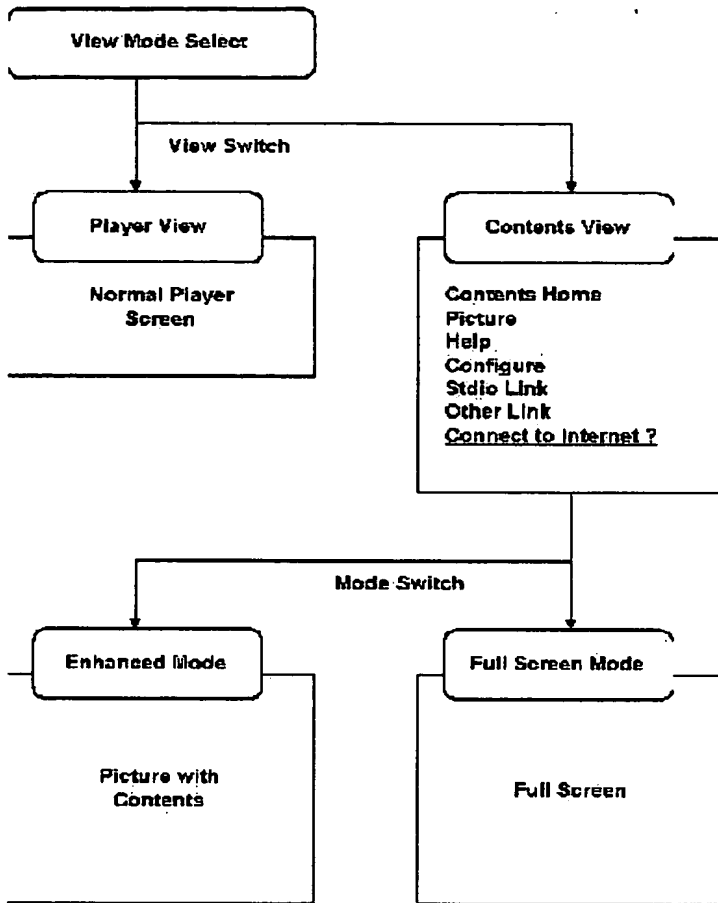 View Mode Select
View Switch
Player View
Normal Player
Screen
Contents View
Contents Home
Picture
Help
Configure
Stdio Link
Other Link
Connect to Internet ?
Mode Switch
Enhanced Mode
Picture with
Contents
Full Screen Mode
Full Screen